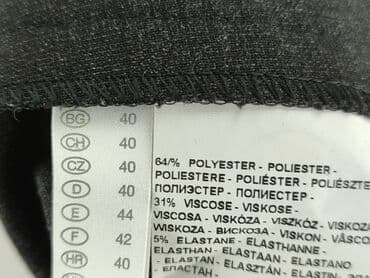 BG 40
CH 40
CZ 40
D 40
E 44
F 42
HR 40
64/% POLYESTER - POLIESTER -
POLIESTERE - POLIÉSTER -
ПОЛИЭСТЕР - ПОЛИЕСТЕР -
31% VISCOSE - VISKOSE -
VISCOSA - VISKÓZA - VISZKÓZ - VISKOZA
WISKOZA - ВИСКОЗА - VISKON - VÂSCO
5% ELASTANE - ELASTHANNE -
ELASTHAN - ELASTAAN - ELASTANO